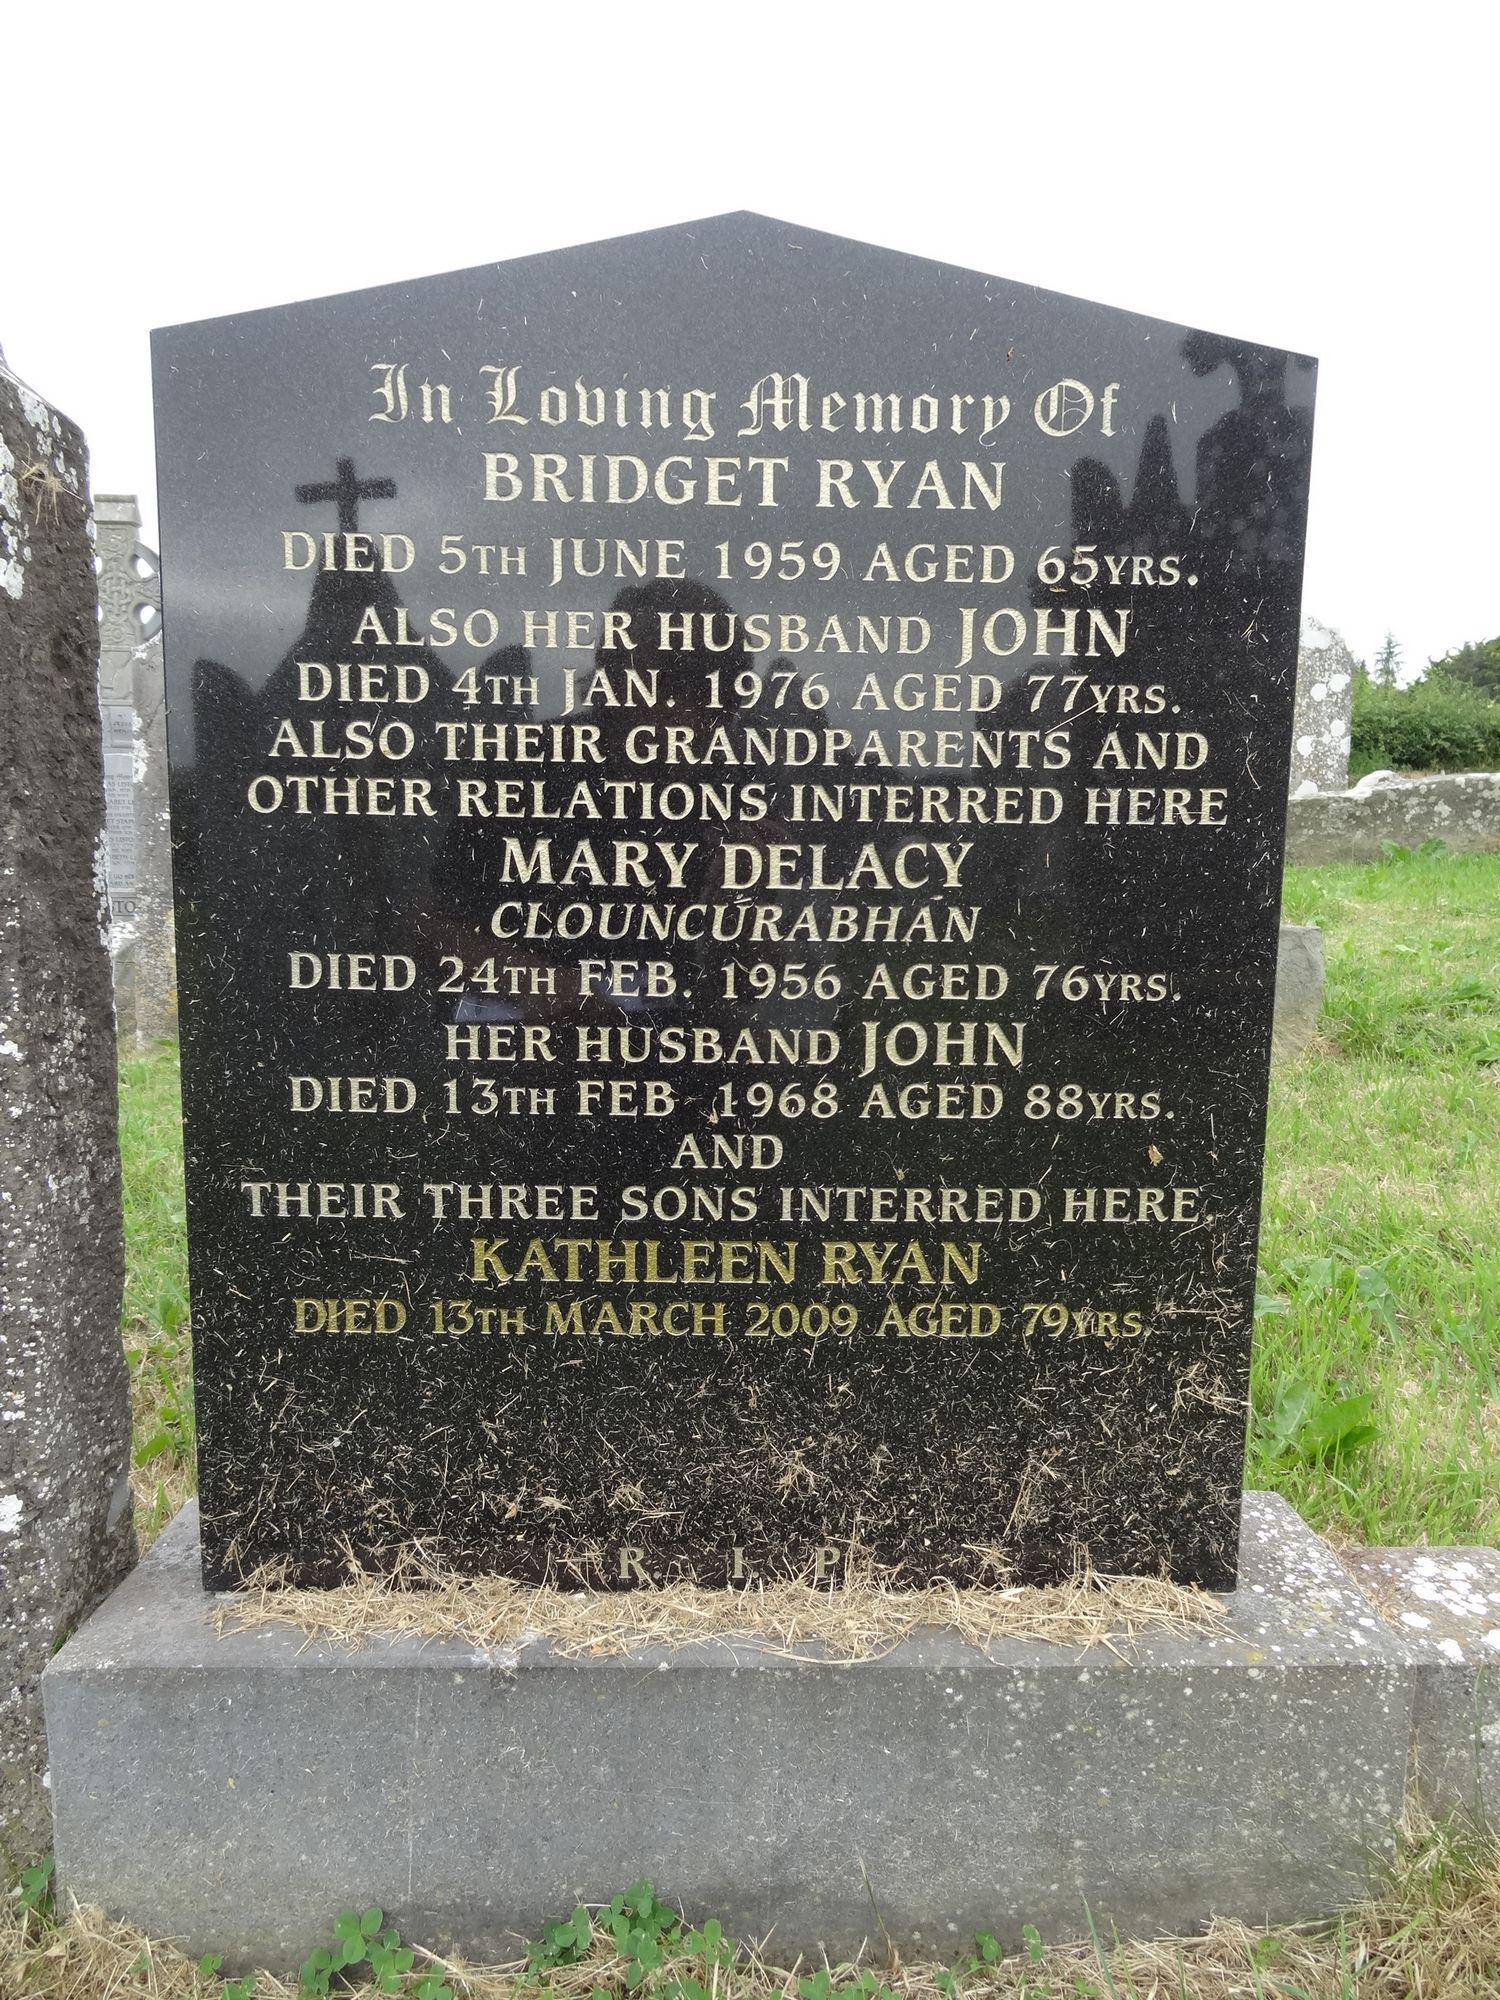 In Loving Memory Of
BRIDGET RYAN
DIED 5TH JUNE 1959 AGED 65YRS.
ALSO HER HUSBAND JOHN
DIED 4TH JAN. 1976 AGED 77YRS.
ALSO THEIR GRANDPARENTS AND
OTHER RELATIONS INTERRED HERE
MARY DELACY
CLOUNCURABHAN
DIED 24TH FEB. 1956 AGED 76YRS.
HER HUSBAND JOHN
DIED 13TH FEB 1968 AGED 88YRS.
AND
THEIR THREE SONS INTERRED HERE.
KATHLEEN RYAN
DIED 13TH MARCH 2009 AGED 79YRS.
R. I. P